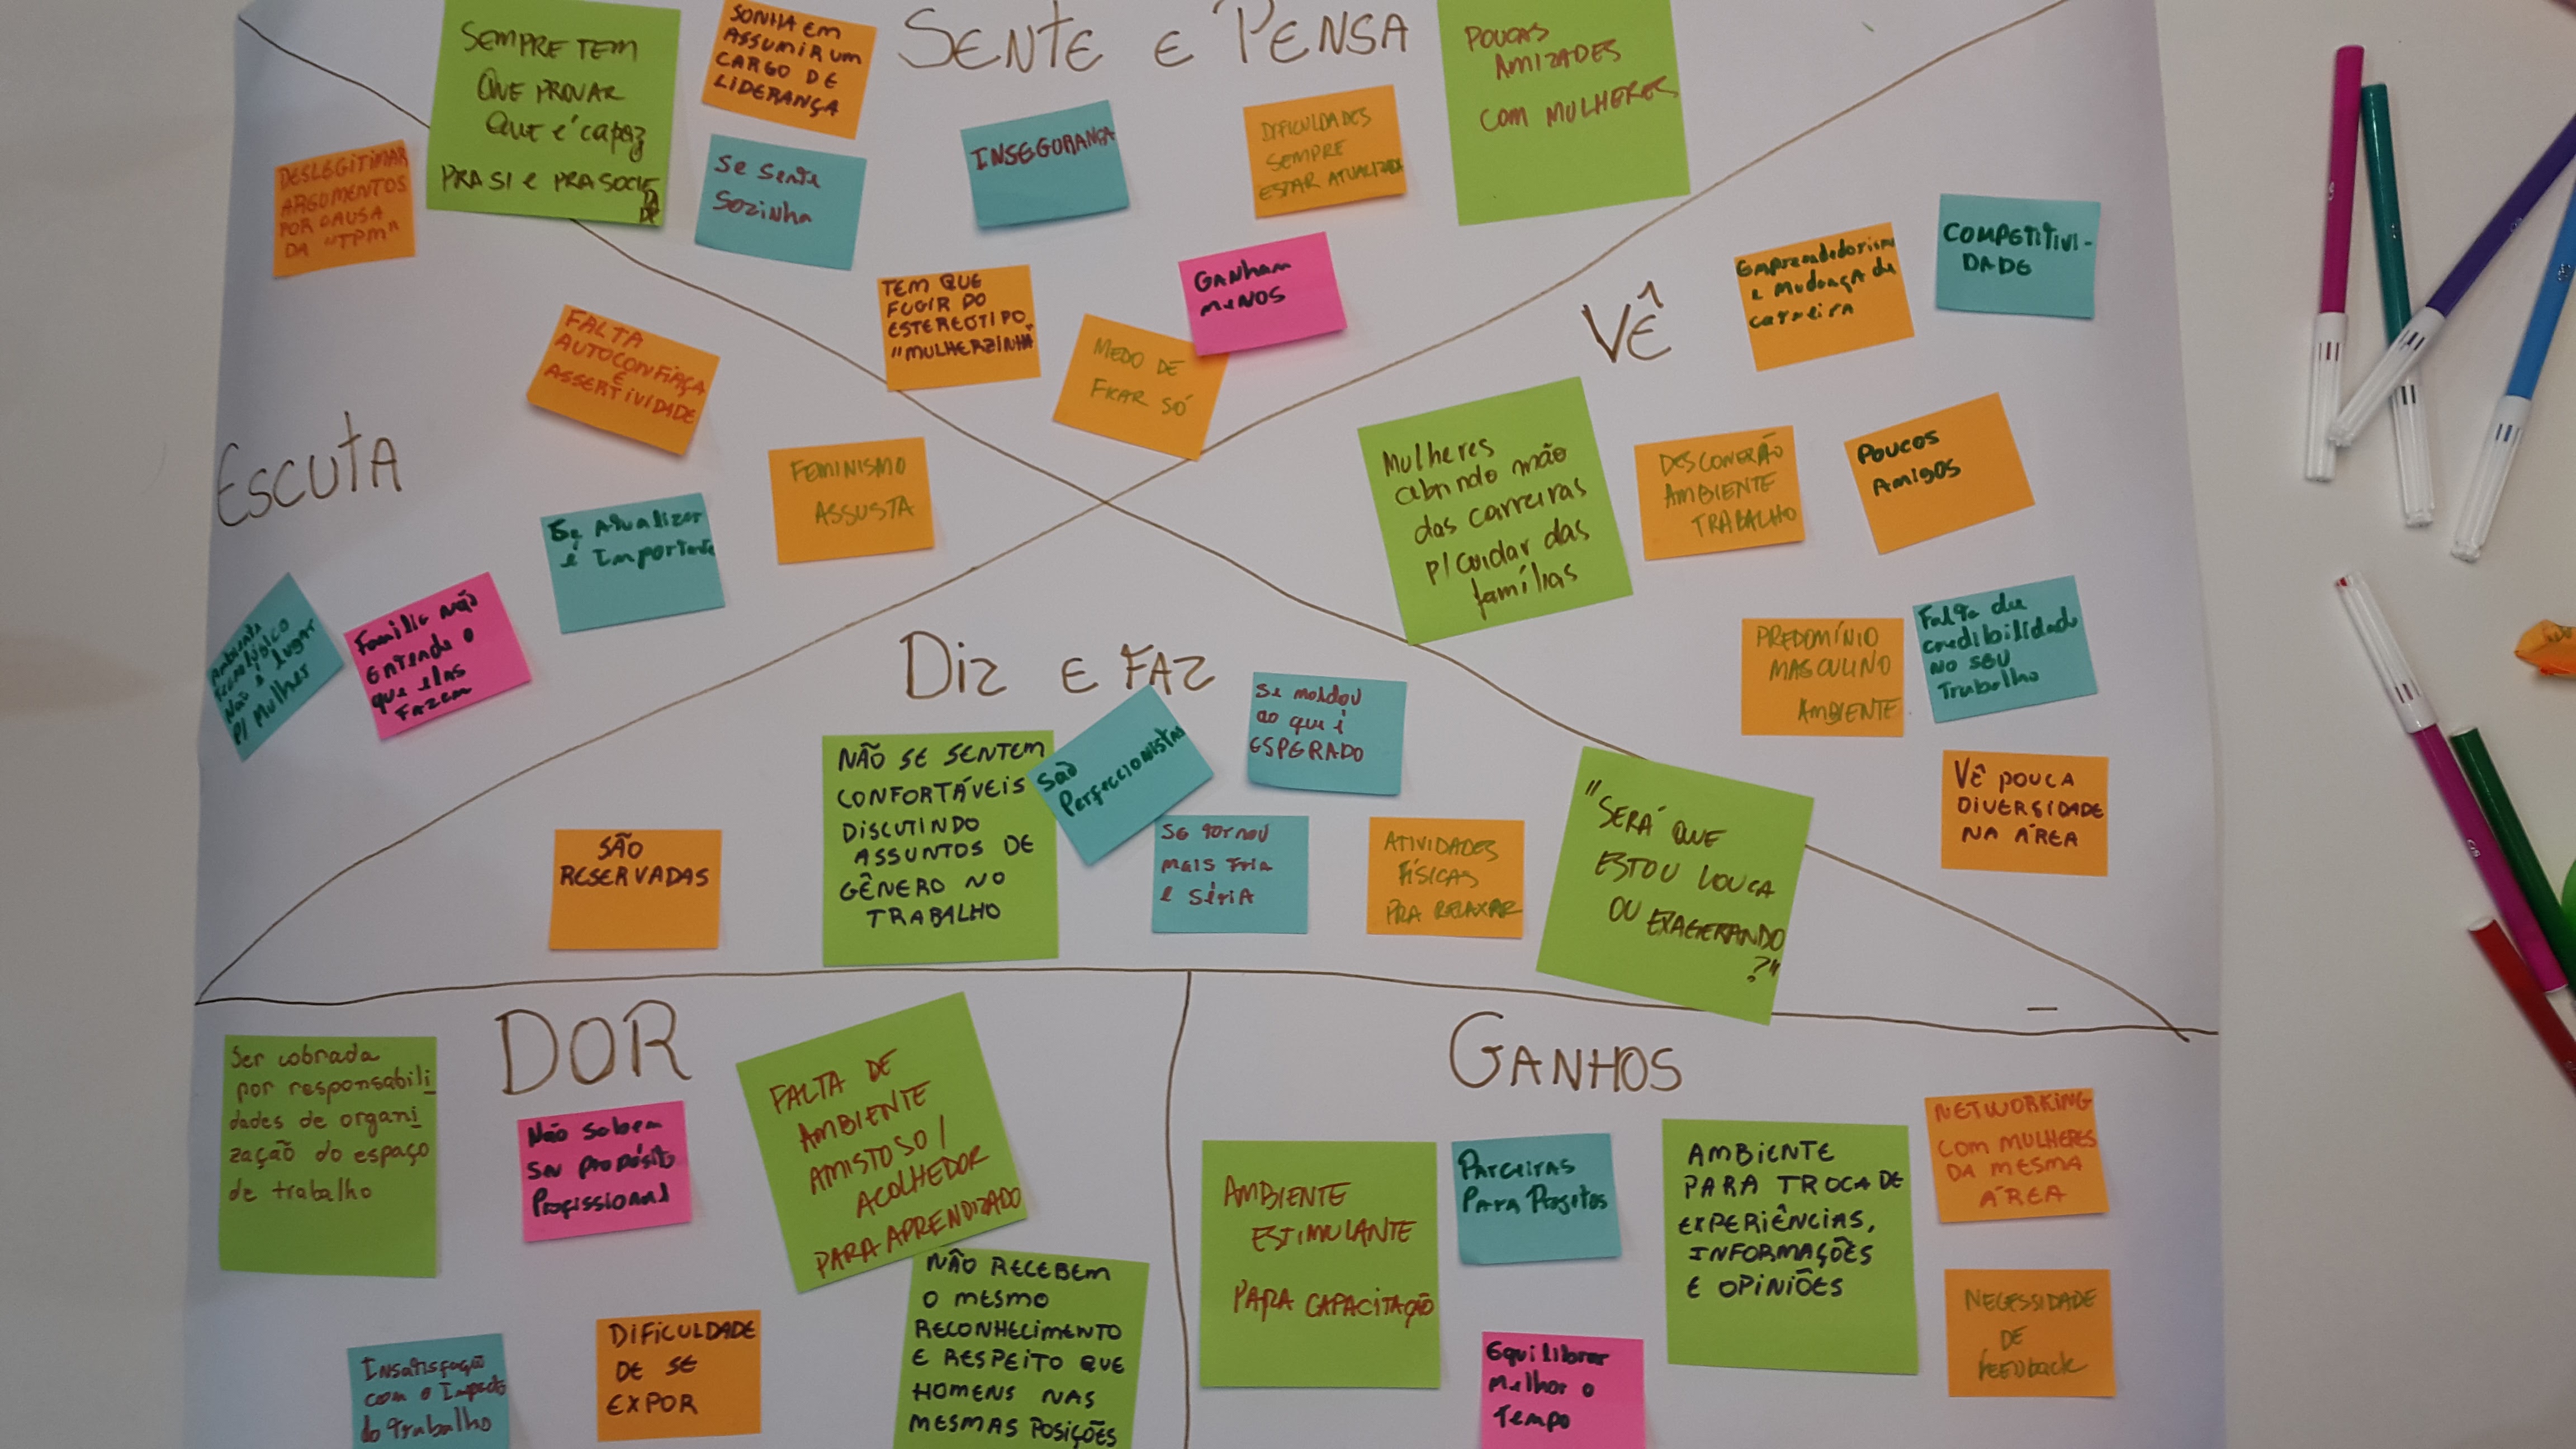 SENTE E PENSA
SEMPRE TEM
QUE PROVAR
QUE É CAPAZ
PRA SI E PRA SOCIEDADE
SONHA EM
ASSUMIR UM
CARGO DE
LIDERANÇA
Se Sente
Sozinha
INSEGURANÇA
DIFICULDADES
SEMPRE
ESTAR ATUALIZADA
POUCAS
AMIZADES
COM MULHERES
TEM QUE
FUGIR DO
ESTEREÓTIPO
"MULHERZINHA"
MEDO DE
FICAR SÓ
GANham
MENOS
ESCUTA
DESLEGITIMAR
ARGUMENTOS
POR CAUSA
DA "TPM"
FALTA
AUTOCONFIAÇA
E
ASSERTIVIDADE
FEMINISMO
ASSUSTA
Se Atualizar
é Importante
Família não
Entende o
que elas
Fazem
Ambiente
tecnológico
Não é lugar
P/ Mulher
VÊ
Empreendedorismo
e Mudança de
carreira
COMPETITIVI-
DADE
Mulheres
abrindo mão
das carreiras
p/ cuidar das
famílias
DESCONEXÃO
AMBIENTE
TRABALHO
Poucos
Amigos
PREDOMÍNIO
MASCULINO
AMBIENTE
Falta de
credibilidade
NO SEU
Trabalho
VÊ POUCA
DIVERSIDADE
NA ÁREA
DIZ E FAZ
SÃO
RESERVADAS
NÃO SE SENTEM
CONFORTÁVEIS
DISCUTINDO
ASSUNTOS DE
GÊNERO NO
TRABALHO
São
Perfeccionistas
Se moldou
ao que é
ESPERADO
Se tornou
mais fria
e séria
ATIVIDADES
FÍSICAS
PRA RELAXAR
"SERÁ QUE
ESTOU LOUCA
OU EXAGERANDO
?"
DOR
Ser cobrada
por responsabili
dades de organi
zação do espaço
de trabalho
Não sabem
seu propósito
Profissional
FALTA DE
AMBIENTE
AMISTOSO /
ACOLHEDOR
PARA APRENDIZADO
Insatisfação
com o Impacto
do trabalho
DIFICULDADE
DE SE
EXPOR
NÃO RECEBEM
O MESMO
RECONHECIMENTO
E RESPEITO QUE
HOMENS NAS
MESMAS POSIÇÕES
GANHOS
AMBIENTE
ESTIMULANTE
PARA CAPACITAÇÃO
PARCEIRAS
PARA PROJETOS
Equilibrar
Melhor o
Tempo
AMBIENTE
PARA TROCA DE
EXPERIÊNCIAS,
INFORMAÇÕES
E OPINIÕES
NETWORKING
COM MULHERES
DA MESMA
ÁREA
NECESSIDADE
DE
FEEDBACK